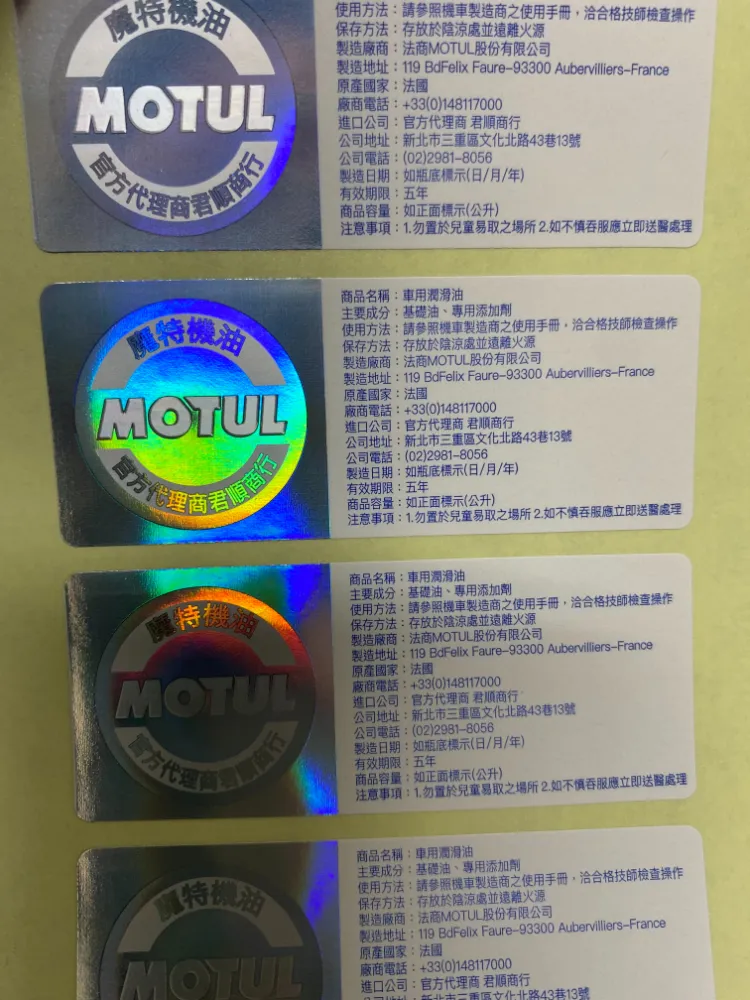 魔特機油
MOTUL
官方代理商君順商行
使用方法：請參照機車製造商之使用手冊，洽合格技師檢查操作
保存方法：存放於陰涼處並遠離火源
製造廠商：法商MOTUL股份有限公司
製造地址：119 BdFelix Faure-93300 Aubervilliers-France
原產國家：法國
廠商電話：+33(0)148117000
進口公司：官方代理商 君順商行
公司地址：新北市三重區文化北路43巷13號
公司電話：(02)2981-8056
製造日期：如瓶底標示(日/月/年)
有效期限：五年
商品容量：如正面標示(公升)
注意事項：1.勿置於兒童易取之場所 2.如不慎吞服應立即送醫處理
魔特機油
MOTUL
官方代理商君順商行
商品名稱：車用潤滑油
主要成分：基礎油、專用添加劑
使用方法：請參照機車製造商之使用手冊，洽合格技師檢查操作
保存方法：存放於陰涼處並遠離火源
製造廠商：法商MOTUL股份有限公司
製造地址：119 BdFelix Faure-93300 Aubervilliers-France
原產國家：法國
廠商電話：+33(0)148117000
進口公司：官方代理商 君順商行
公司地址：新北市三重區文化北路43巷13號
公司電話：(02)2981-8056
製造日期：如瓶底標示(日/月/年)
有效期限：五年
商品容量：如正面標示(公升)
注意事項：1.勿置於兒童易取之場所 2.如不慎吞服應立即送醫處理
魔特機油
MOTUL
官方代理商君順商行
商品名稱：車用潤滑油
主要成分：基礎油、專用添加劑
使用方法：請參照機車製造商之使用手冊，洽合格技師檢查操作
保存方法：存放於陰涼處並遠離火源
製造廠商：法商MOTUL股份有限公司
製造地址：119 BdFelix Faure-93300 Aubervilliers-France
原產國家：法國
廠商電話：+33(0)148117000
進口公司：官方代理商 君順商行
公司地址：新北市三重區文化北路43巷13號
公司電話：(02)2981-8056
製造日期：如瓶底標示(日/月/年)
有效期限：五年
商品容量：如正面標示(公升)
注意事項：1.勿置於兒童易取之場所 2.如不慎吞服應立即送醫處理
魔特機油
MOTUL
商品名稱：車用潤滑油
主要成分：基礎油、專用添加劑
使用方法：請參照機車製造商之使用手冊，洽合格技師檢查操作
保存方法：存放於陰涼處並遠離火源
製造廠商：法商MOTUL股份有限公司
製造地址：119 BdFelix Faure-93300 Aubervilliers-France
原產國家：法國
廠商電話：+33(0)148117000
進口公司：官方代理商 君順商行